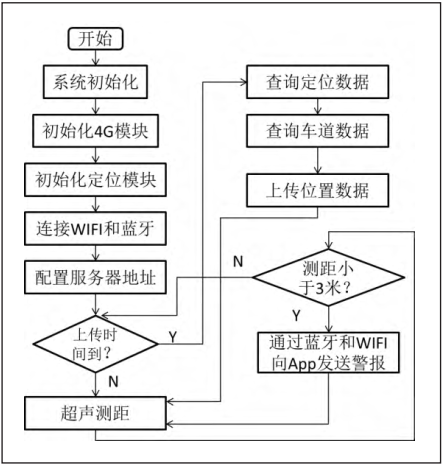 开始
系统初始化
初始化4G模块
初始化定位模块
连接WIFI和蓝牙
配置服务器地址
上传时
间到?
Y
N
超声测距
查询定位数据
查询车道数据
上传位置数据
N
测距小
于3米?
Y
通过蓝牙和WIFI
向App发送警报